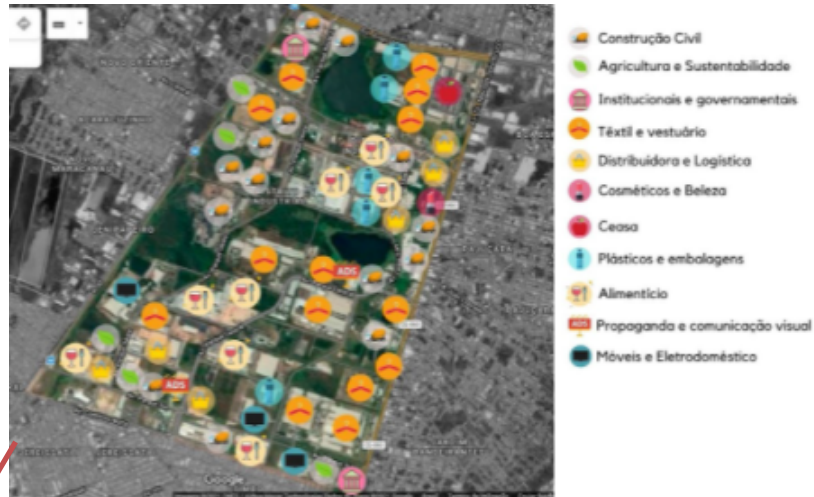 Construção Civil
Agricultura e Sustentabilidade
Institucionais e governamentais
Têxtil e vestuário
Distribuidora e Logística
Cosméticos e Beleza
Ceasa
Plásticos e embalagens
Alimentício
ADS Propaganda e comunicação visual
Móveis e Eletrodoméstico
ADS
ADS
Google